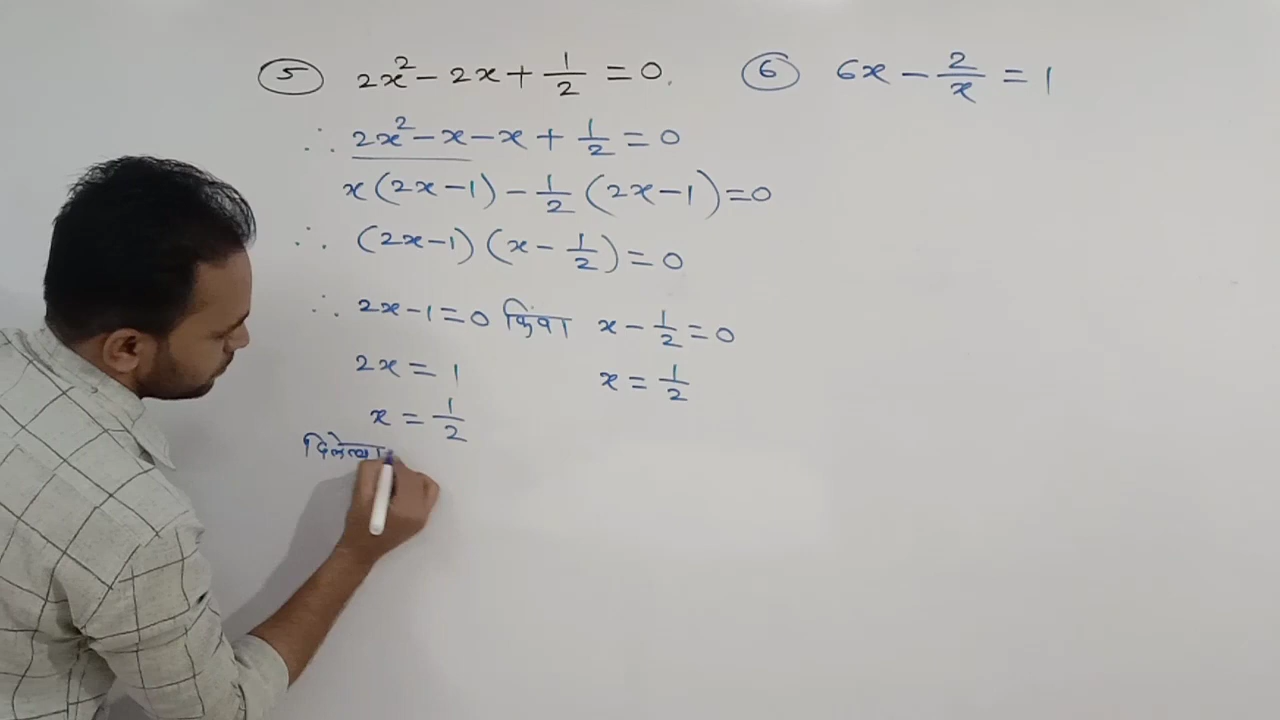 5 2x² - 2x + 1/2 = 0.
∴ 2x² - x - x + 1/2 = 0
x(2x - 1) - 1/2 (2x - 1) = 0
∴ (2x - 1) (x - 1/2) = 0
∴ 2x - 1 = 0 किंवा x - 1/2 = 0
2x = 1 x = 1/2
x = 1/2
दिलेल्या
6 6x - 2/x = 1